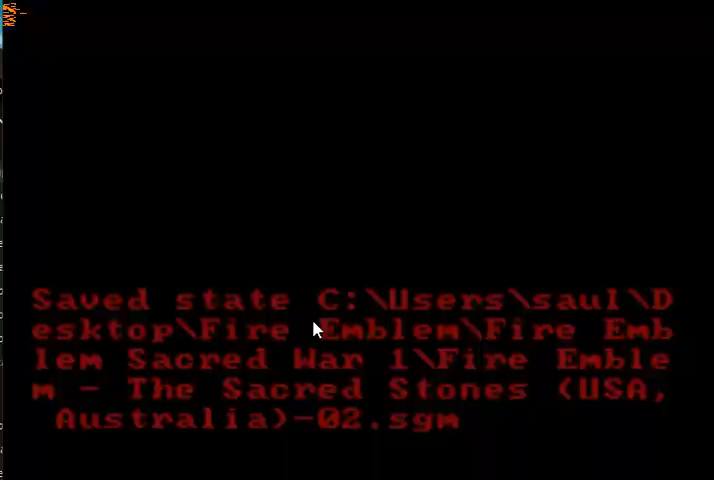 Saved state C:\Users\saul\D
esktop\Fire Emblem\Fire Emb
lem Sacred War 1\Fire Emble
m - The Sacred Stones (USA,
Australia)-02.sgm